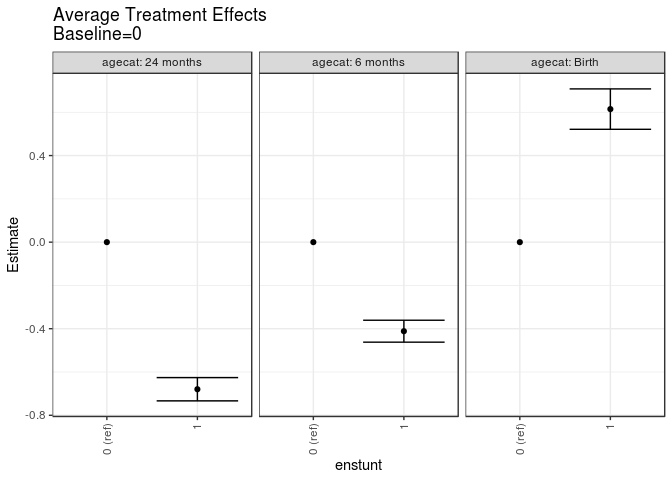 Average Treatment Effects
Baseline=0
agecat: 24 months
agecat: 6 months
agecat: Birth
Estimate
0.4
0.0
-0.4
-0.8
0 (ref)
1
0 (ref)
1
0 (ref)
1
enstunt